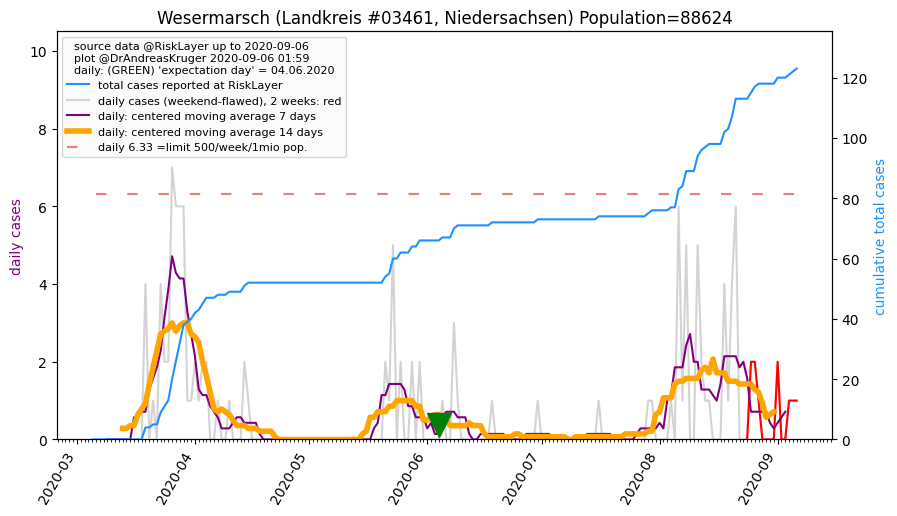 Wesermarsch (Landkreis #03461, Niedersachsen) Population=88624
source data @RiskLayer up to 2020-09-06
plot @DrAndreasKruger 2020-09-06 01:59
daily: (GREEN) 'expectation day' = 04.06.2020
total cases reported at RiskLayer
daily cases (weekend-flawed), 2 weeks: red
daily: centered moving average 7 days
daily: centered moving average 14 days
daily 6.33 =limit 500/week/1mio pop.
daily cases
10
8
6
4
2
0
cumulative total cases
120
100
80
60
40
20
0
2020-03
2020-04
2020-05
2020-06
2020-07
2020-08
2020-09